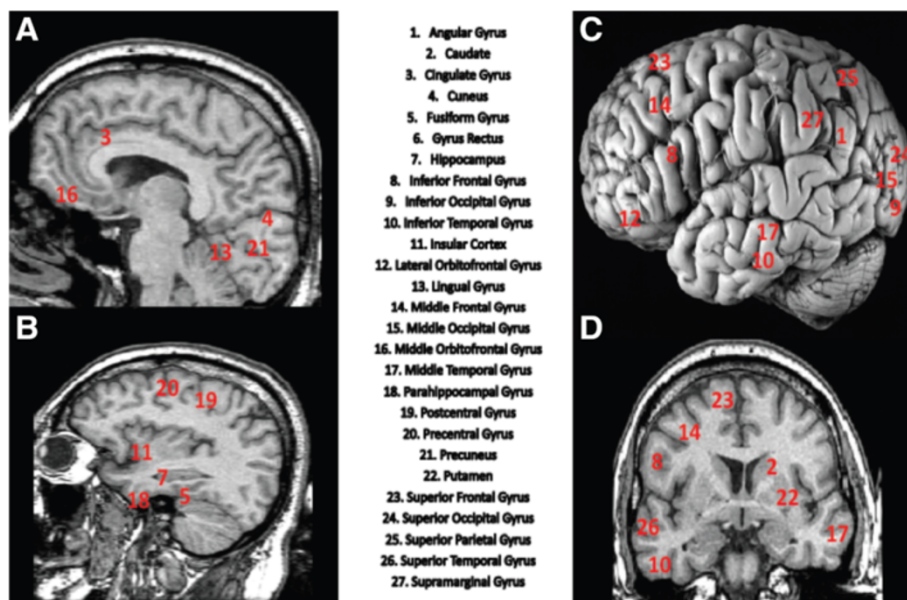 A
3
16
4
13
21
B
20
19
11
7
18
5
1. Angular Gyrus
2. Caudate
3. Cingulate Gyrus
4. Cuneus
5. Fusiform Gyrus
6. Gyrus Rectus
7. Hippocampus
8. Inferior Frontal Gyrus
9. Inferior Occipital Gyrus
10. Inferior Temporal Gyrus
11. Insular Cortex
12. Lateral Orbitofrontal Gyrus
13. Lingual Gyrus
14. Middle Frontal Gyrus
15. Middle Occipital Gyrus
16. Middle Orbitofrontal Gyrus
17. Middle Temporal Gyrus
18. Parahippocampal Gyrus
19. Postcentral Gyrus
20. Precentral Gyrus
21. Precuneus
22. Putamen
23. Superior Frontal Gyrus
24. Superior Occipital Gyrus
25. Superior Parietal Gyrus
26. Superior Temporal Gyrus
27. Supramarginal Gyrus
C
23
25
14
27
1
8
24
15
9
12
17
10
D
23
14
8
2
22
26
17
10